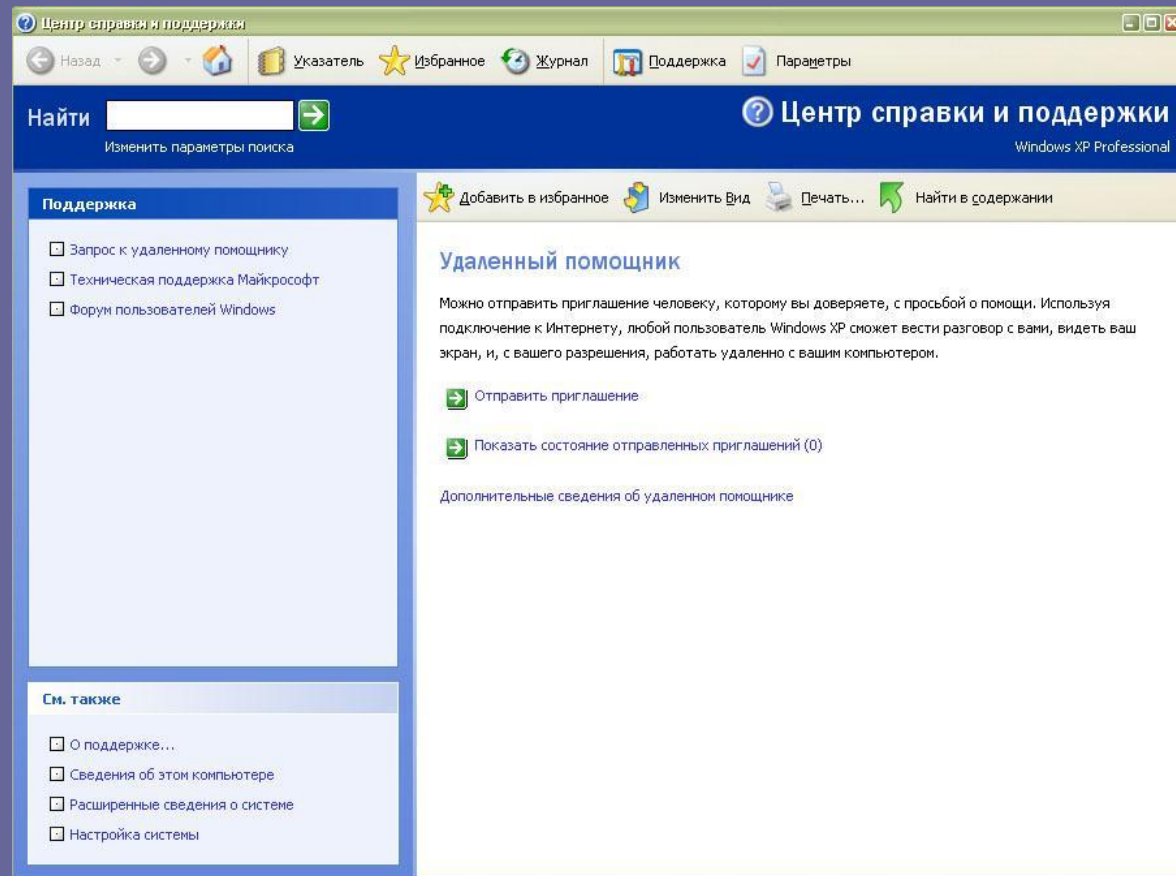 Центр справки и поддержки
Назад Указатель Избранное Журнал Поддержка Параметры
Найти
Изменить параметры поиска
Центр справки и поддержки
Windows XP Professional
Поддержка
Запрос к удаленному помощнику
Техническая поддержка Майкрософт
Форум пользователей Windows
См. также
О поддержке...
Сведения об этом компьютере
Расширенные сведения о системе
Настройка системы
Добавить в избранное Изменить Вид Печать... Найти в содержании
Удаленный помощник
Можно отправить приглашение человеку, которому вы доверяете, с просьбой о помощи. Используя
подключение к Интернету, любой пользователь Windows XP сможет вести разговор с вами, видеть ваш
экран, и, с вашего разрешения, работать удаленно с вашим компьютером.
Отправить приглашение
Показать состояние отправленных приглашений (0)
Дополнительные сведения об удаленном помощнике